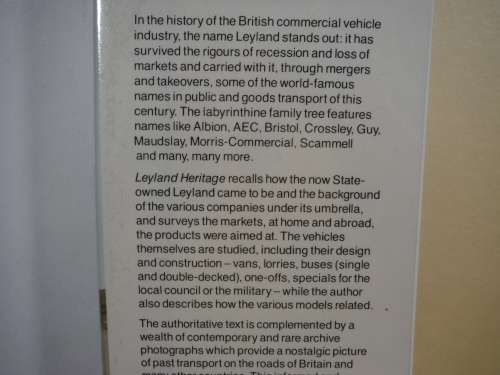 In the history of the British commercial vehicle
industry, the name Leyland stands out: it has
survived the rigours of recession and loss of
markets and carried with it, through mergers
and takeovers, some of the world-famous
names in public and goods transport of this
century. The labyrinthine family tree features
names like Albion, AEC, Bristol, Crossley, Guy,
Maudslay, Morris-Commercial, Scammell
and many, many more.
Leyland Heritage recalls how the now State-
owned Leyland came to be and the background
of the various companies under its umbrella,
and surveys the markets, at home and abroad,
the products were aimed at. The vehicles
themselves are studied, including their design
and construction – vans, lorries, buses (single
and double-decked), one-offs, specials for the
local council or the military – while the author
also describes how the various models related.
The authoritative text is complemented by a
wealth of contemporary and rare archive
photographs which provide a nostalgic picture
of past transport on the roads of Britain and
many other countries. This informed and